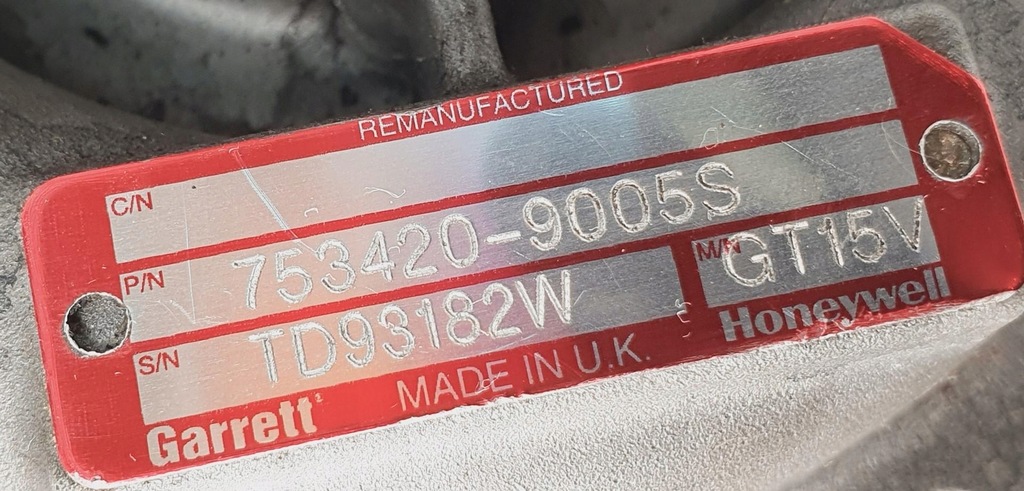 REMANUFACTURED
C/N
P/N 753420-9005S
S/N TD93182W M/N GT15V
Garrett MADE IN U.K. Honeywell